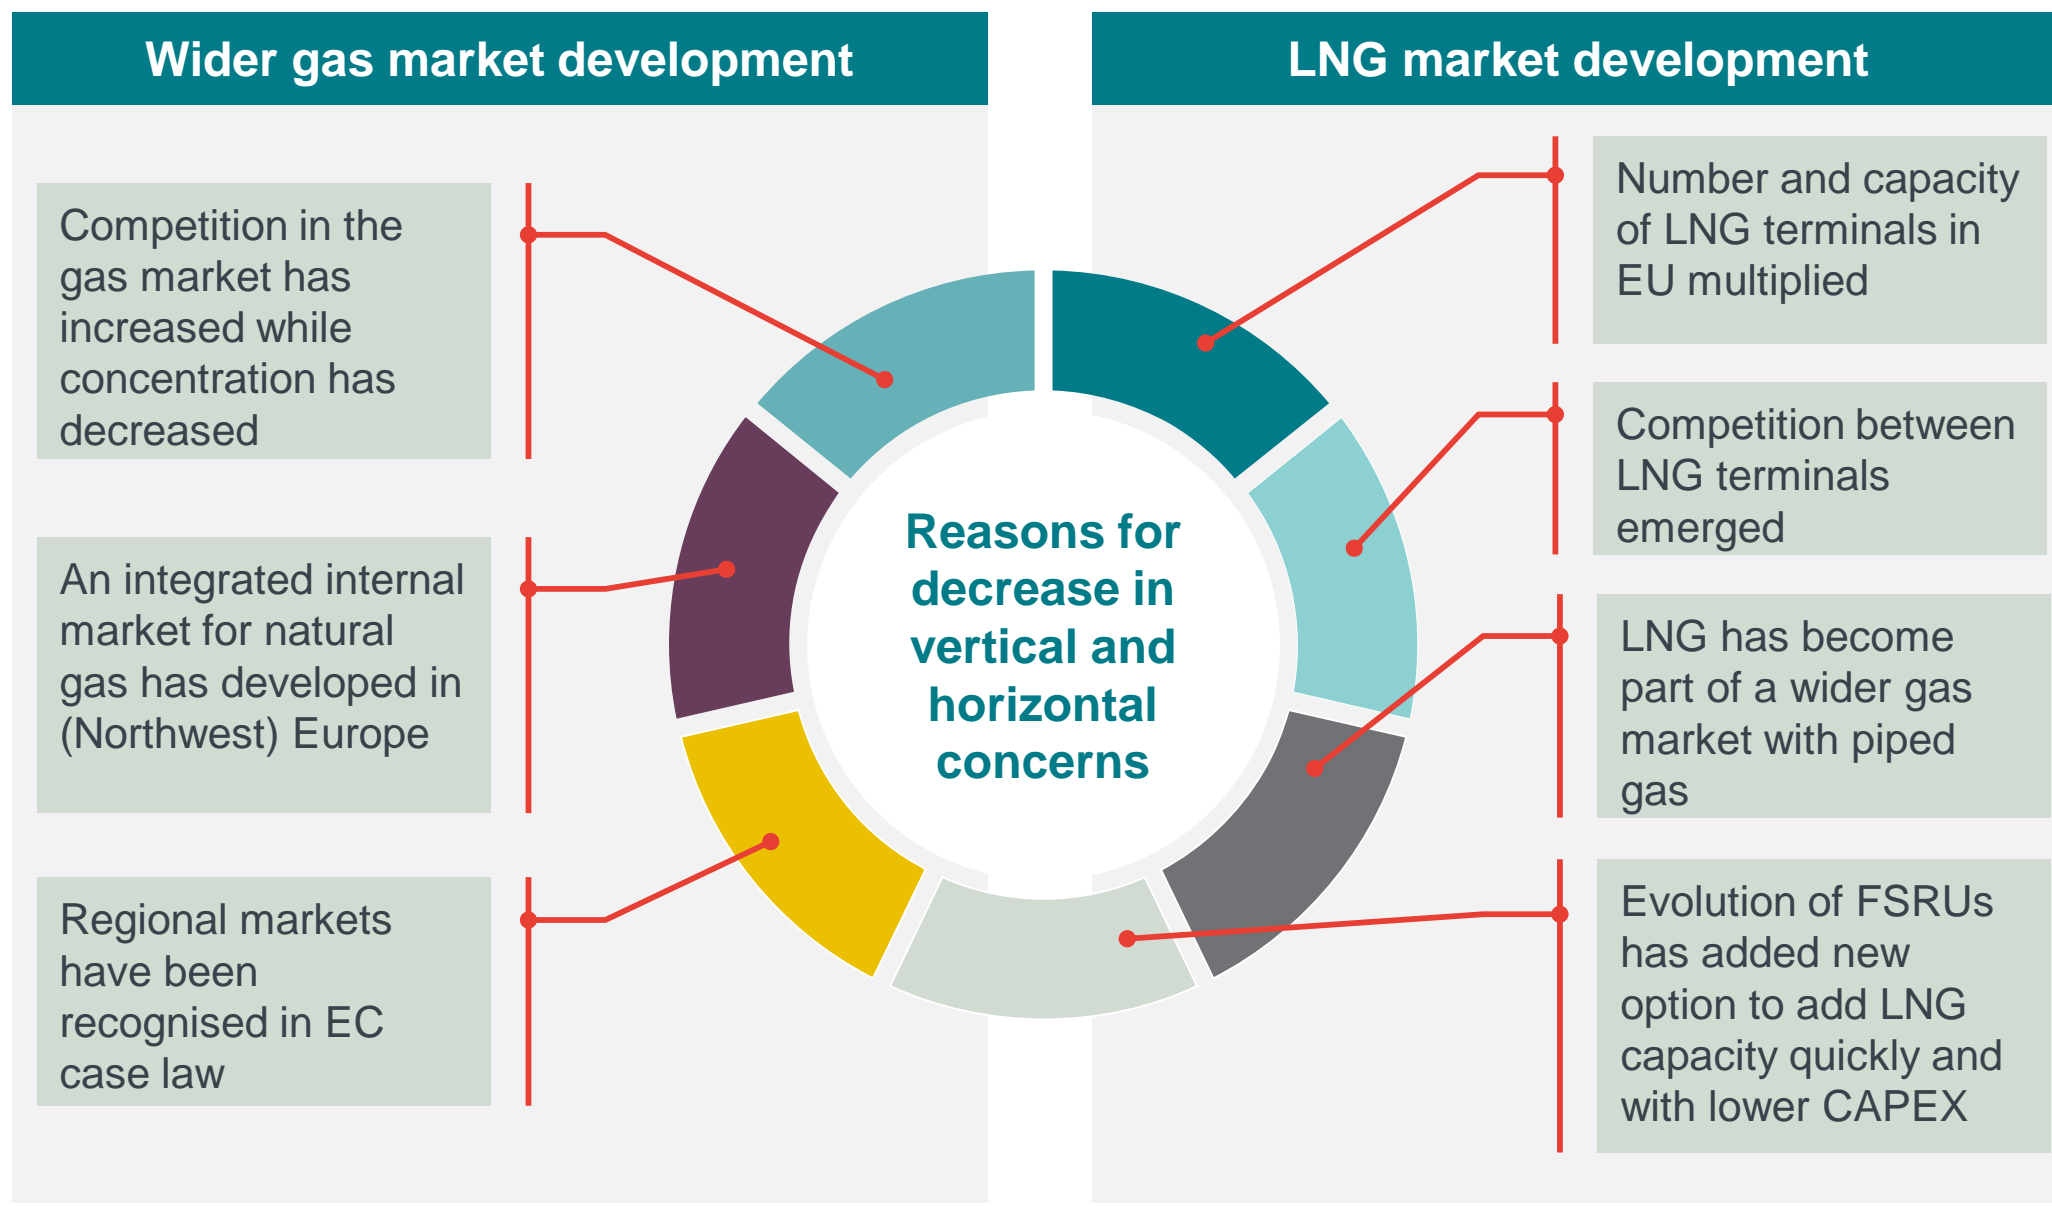 Wider gas market development
Competition in the
gas market has
increased while
concentration has
decreased
An integrated internal
market for natural
gas has developed in
(Northwest) Europe
Regional markets
have been
recognised in EC
case law
Reasons for
decrease in
vertical and
horizontal
concerns
LNG market development
Number and capacity
of LNG terminals in
EU multiplied
Competition between
LNG terminals
emerged
LNG has become
part of a wider gas
market with piped
gas
Evolution of FSRUs
has added new
option to add LNG
capacity quickly and
with lower CAPEX